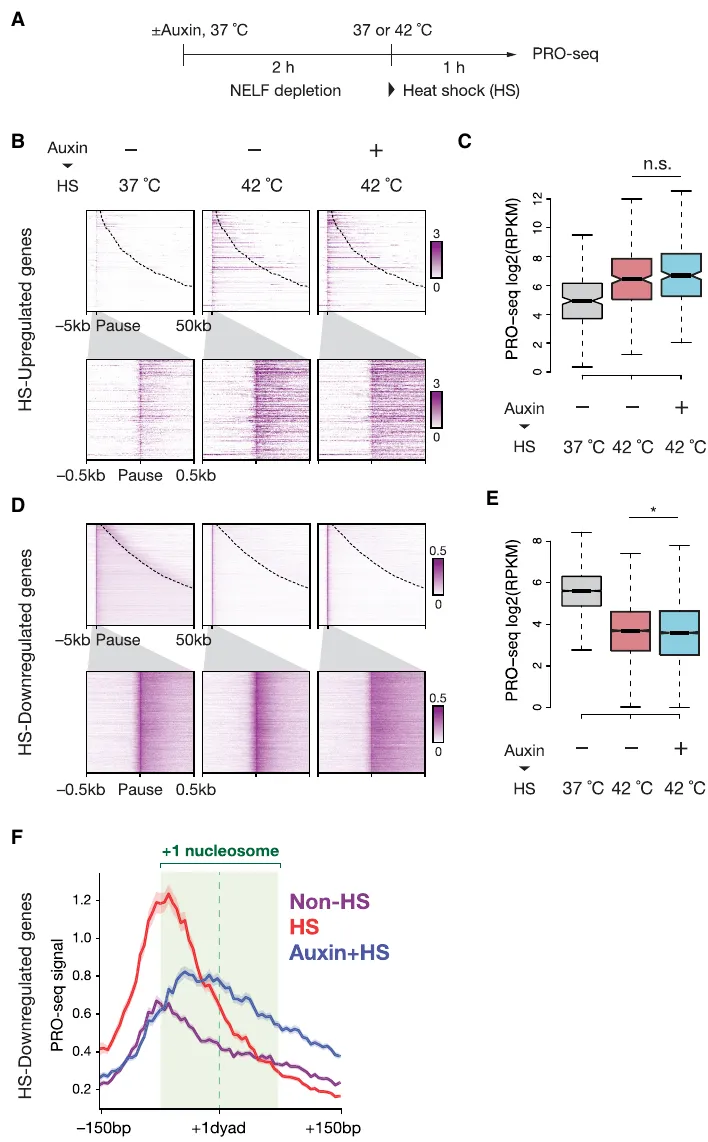 A
±Auxin, 37 °C
37 or 42 °C
PRO-seq
2 h
1 h
NELF depletion
Heat shock (HS)
B
Auxin
−
−
+
HS
37 °C
42 °C
42 °C
HS-Upregulated genes
3
0
−5kb Pause
50kb
3
0
−0.5kb
Pause
0.5kb
C
n.s.
PRO−seq log2(RPKM)
12
10
8
6
4
2
0
Auxin
−
−
+
HS
37 °C
42 °C
42 °C
D
HS-Downregulated genes
0.5
0
−5kb Pause
50kb
0.5
0
−0.5kb
Pause
0.5kb
E
*
PRO−seq log2(RPKM)
8
6
4
2
0
Auxin
−
−
+
HS
37 °C
42 °C
42 °C
F
+1 nucleosome
HS-Downregulated genes
PRO-seq signal
1.2
1.0
0.8
0.6
0.4
0.2
Non-HS
HS
Auxin+HS
−150bp
+1dyad
+150bp